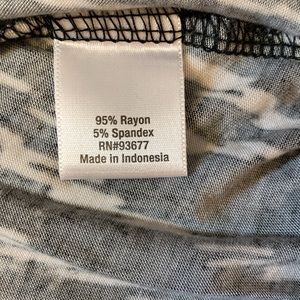 95% Rayon
5% Spandex
RN#93677
Made in Indonesia